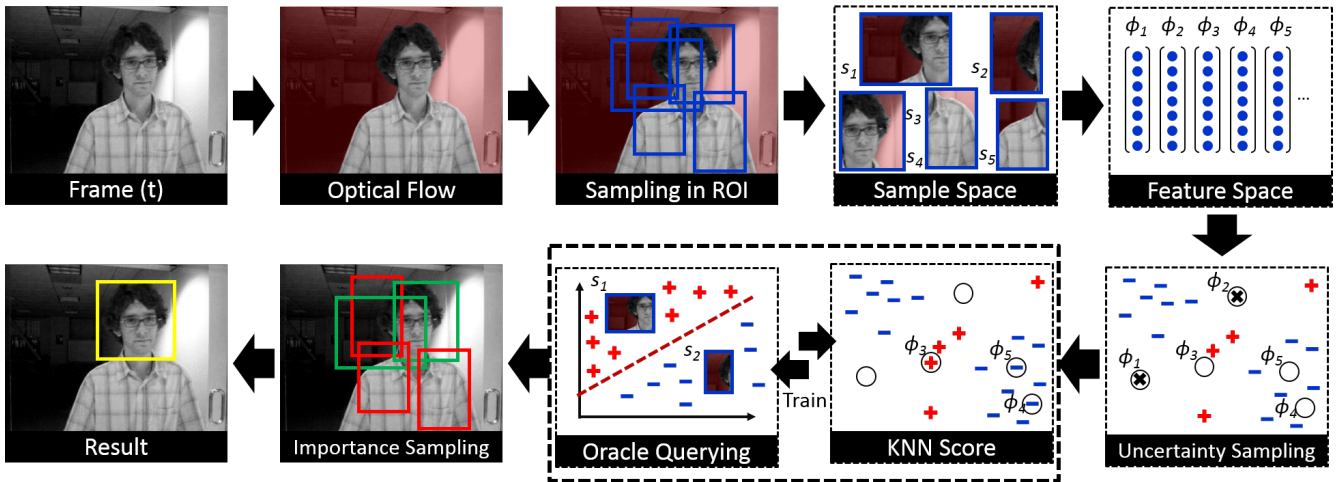 Frame (t)
Optical Flow
Sampling in ROI
s1
s2
s3
s4
s5
Sample Space
ϕ1 ϕ2 ϕ3 ϕ4 ϕ5
...
Feature Space
Result
Importance Sampling
s1
s2
Oracle Querying
Train
ϕ3
ϕ5
ϕ4
KNN Score
ϕ2
ϕ1
ϕ3
ϕ5
ϕ4
Uncertainty Sampling